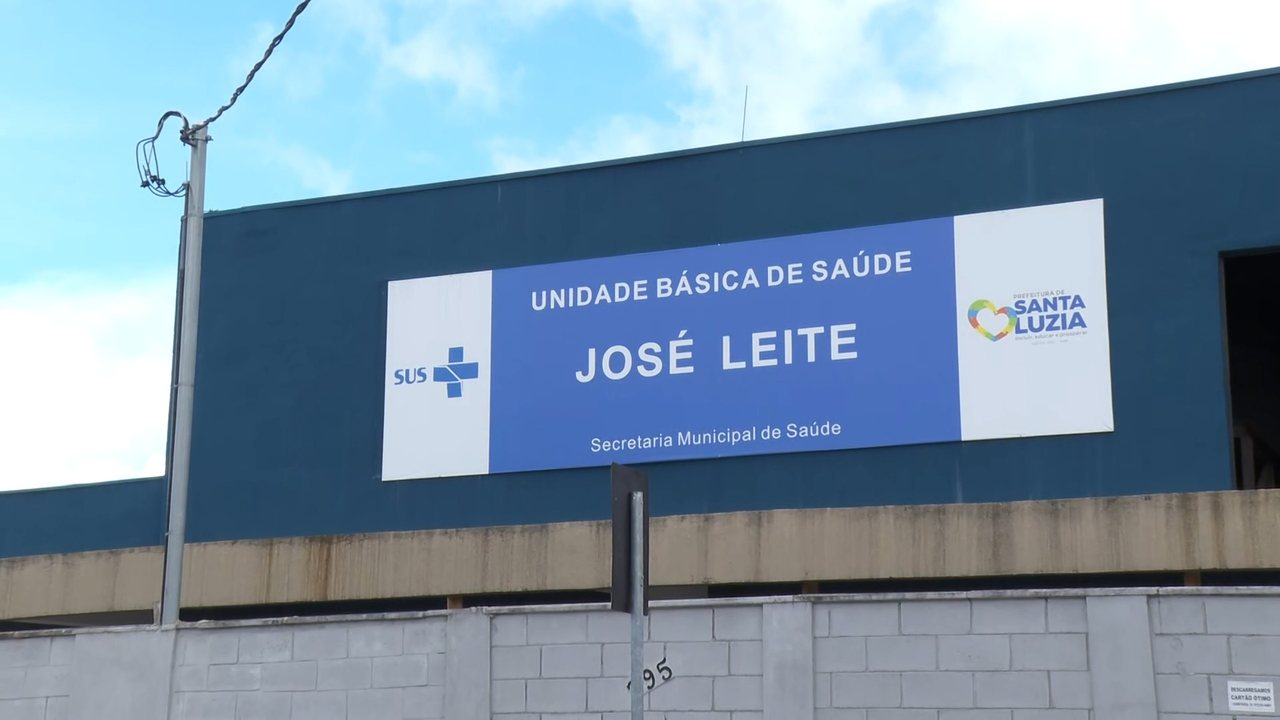 UNIDADE BÁSICA DE SAÚDE
JOSÉ LEITE
Secretaria Municipal de Saúde
SUS
PREFEITURA DE
SANTA
LUZIA
95
DESCARREGAMOS
CARTÃO ÓTIMO